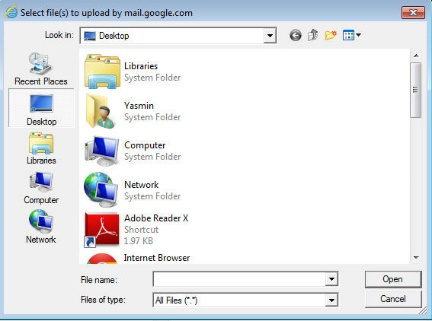 Select file(s) to upload by mail.google.com
Look in: Desktop
Recent Places
Desktop
Libraries
Computer
Network
Libraries
System Folder
Yasmin
System Folder
Computer
System Folder
Network
System Folder
Adobe Reader X
Shortcut
1.97 KB
Internet Browser
File name:
Open
Files of type: All Files (*.*)
Cancel